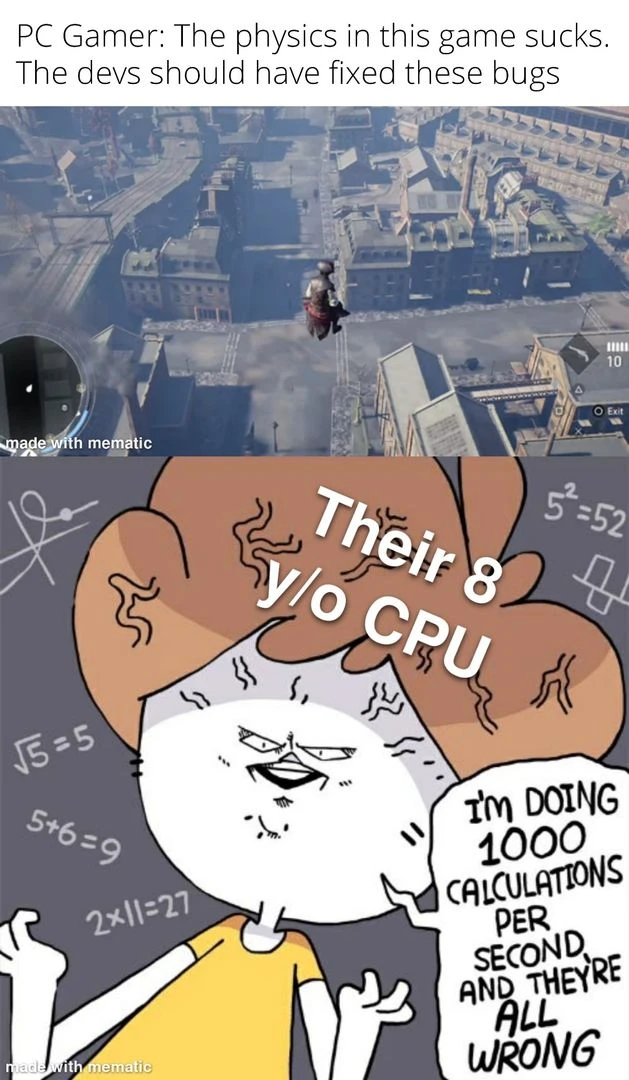 PC Gamer: The physics in this game sucks.
The devs should have fixed these bugs
10
Exit
made with mematic
Their 8
y/o CPU
5²=52
√5=5
5+6=9
2×11=27
I'M DOING
1000
CALCULATIONS
PER
SECOND,
AND THEY'RE
ALL
WRONG
made with mematic